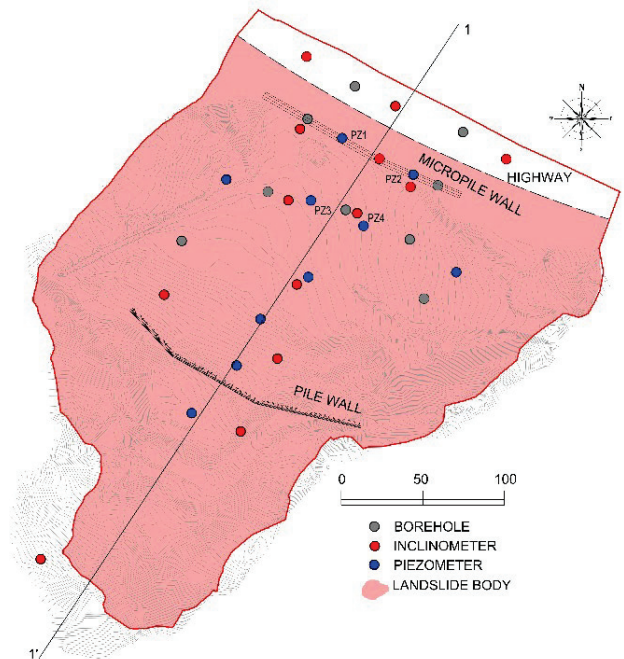 1
PZ1
PZ2
MICROPILE WALL
HIGHWAY
PZ3
PZ4
PILE WALL
0 50 100
BOREHOLE
INCLINOMETER
PIEZOMETER
LANDSLIDE BODY
1'